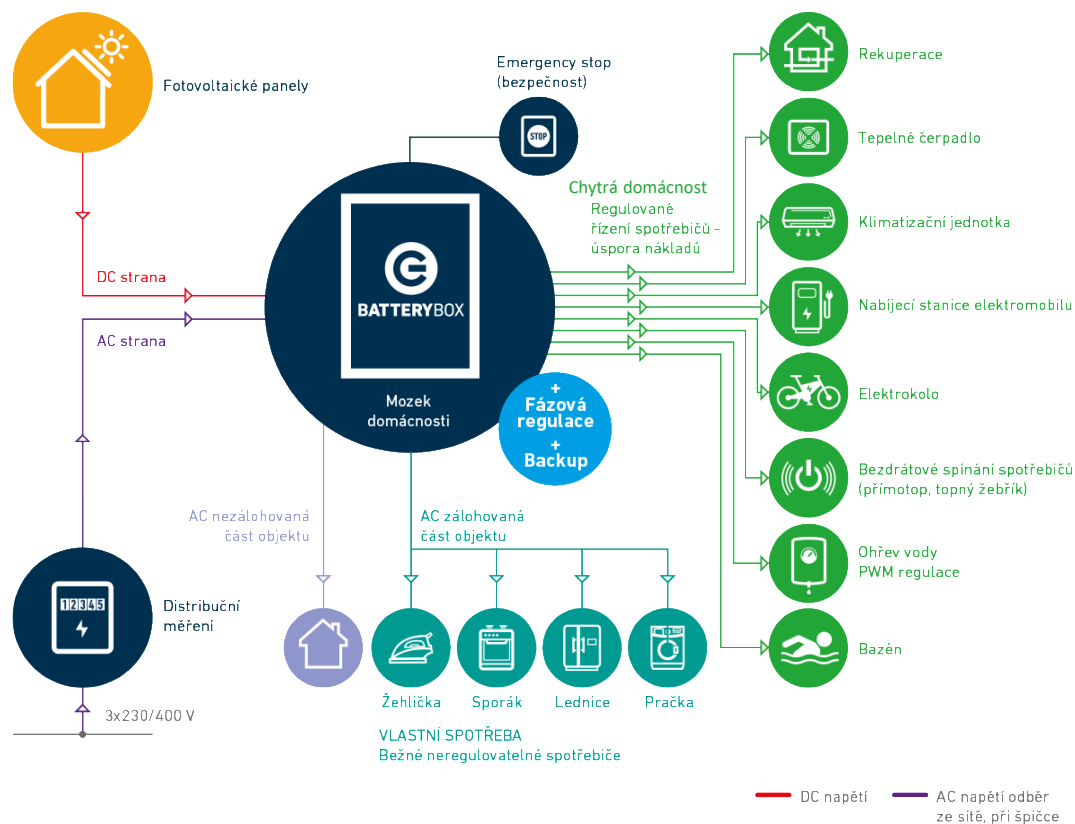 Fotovoltaické panely
Emergency stop
(bezpečnost)
STOP
Rekuperace
Tepelné čerpadlo
Chytrá domácnost
Regulované
řízení spotřebičů -
úspora nákladů
Klimatizační jednotka
DC strana
AC strana
BATTERYBOX
Mozek
domácnosti
Nabíjecí stanice elektromobilu
+
Fázová
regulace
+
Backup
Elektrokolo
Bezdrátové spínání spotřebičů
(přímotop, topný žebřík)
AC nezálohovaná
část objektu
AC zálohovaná
část objektu
Ohřev vody
PWM regulace
12345
Distribuční
měření
Bazén
Žehlička
Sporák
Lednice
Pračka
3x230/400 V
VLASTNÍ SPOTŘEBA
Bežné neregulovatelné spotřebiče
DC napětí
AC napětí odběr
ze sítě, při špičce